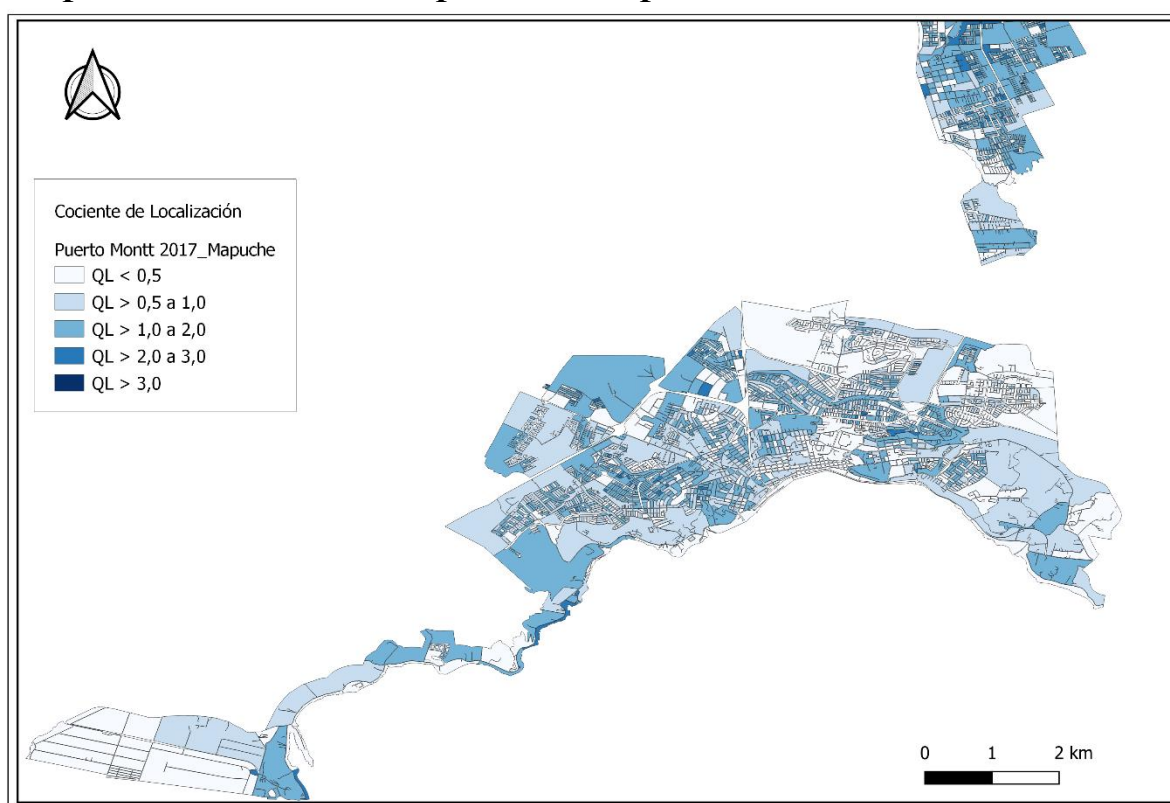 Cociente de Localización
Puerto Montt 2017_Mapuche
QL < 0,5
QL > 0,5 a 1,0
QL > 1,0 a 2,0
QL > 2,0 a 3,0
QL > 3,0
0 1 2 km